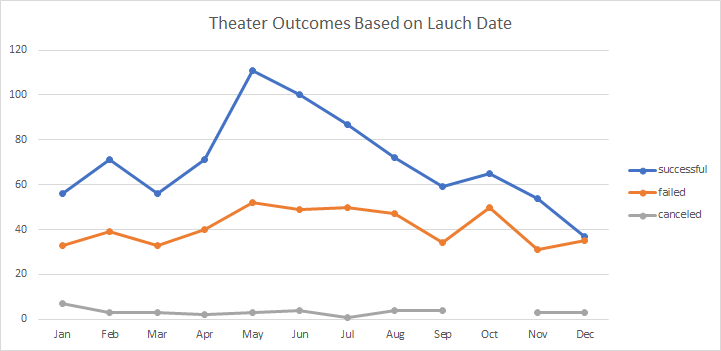 Theater Outcomes Based on Lauch Date
120
100
80
60
40
20
0
Jan Feb Mar Apr May Jun Jul Aug Sep Oct Nov Dec
successful
failed
canceled